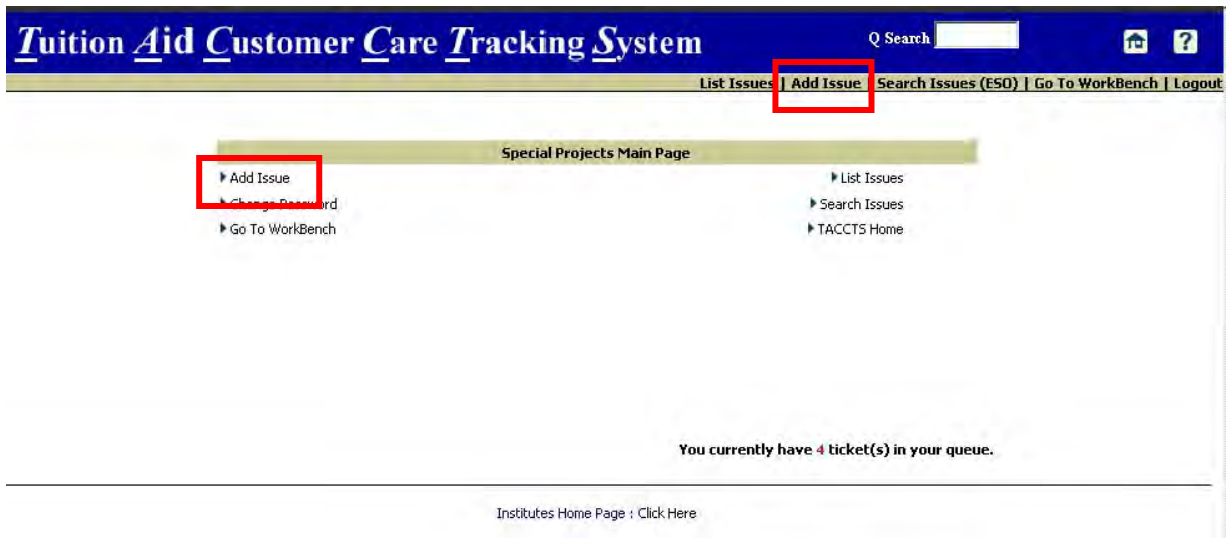 Tuition Aid Customer Care Tracking System
Q Search
List Issues | Add Issue | Search Issues (ESO) | Go To WorkBench | Logout
Special Projects Main Page
Add Issue
List Issues
Change Password
Search Issues
Go To WorkBench
TACCTS Home
You currently have 4 ticket(s) in your queue.
Institutes Home Page : Click Here